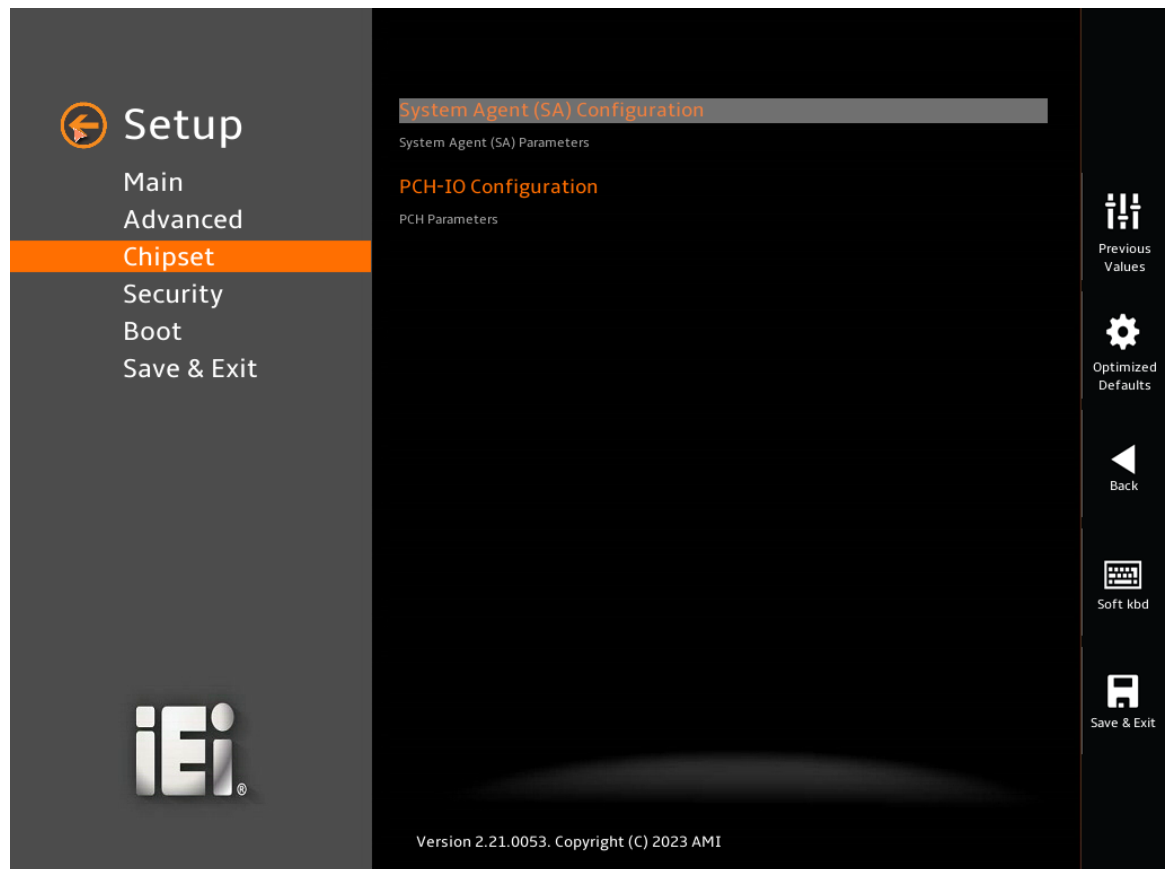 Setup
Main
Advanced
Chipset
Security
Boot
Save & Exit
iEi®
System Agent (SA) Configuration
System Agent (SA) Parameters
PCH-IO Configuration
PCH Parameters
Version 2.21.0053. Copyright (C) 2023 AMI
Previous
Values
Optimized
Defaults
Back
Soft kbd
Save & Exit